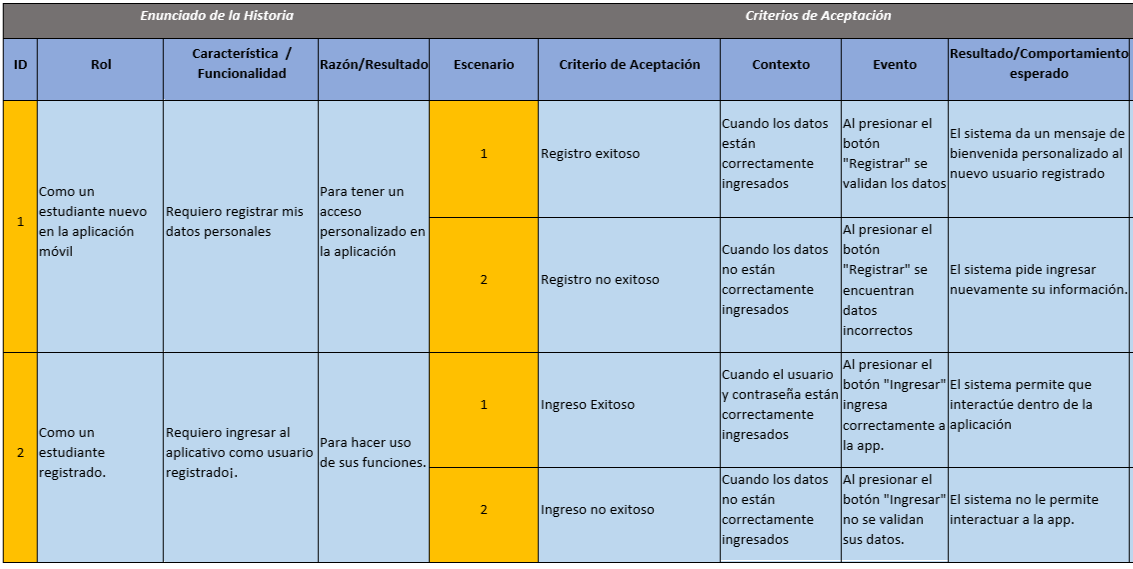 Enunciado de la Historia
Criterios de Aceptación
ID
Rol
Característica /
Funcionalidad
Razón/Resultado
Escenario
Criterio de Aceptación
Contexto
Evento
Resultado/Comportamiento
esperado
1
Como un
estudiante nuevo
en la aplicación
móvil
Requiero registrar mis
datos personales
Para tener un
acceso
personalizado en
la aplicación
1
Registro exitoso
Cuando los datos
están
correctamente
ingresados
Al presionar el
botón
"Registrar" se
validan los datos
El sistema da un mensaje de
bienvenida personalizado al
nuevo usuario registrado
2
Registro no exitoso
Cuando los datos
no están
correctamente
ingresados
Al presionar el
botón
"Registrar" se
encuentran
datos
incorrectos
El sistema pide ingresar
nuevamente su información.
2
Como un
estudiante
registrado.
Requiero ingresar al
aplicativo como usuario
registrado¡.
Para hacer uso
de sus funciones.
1
Ingreso Exitoso
Cuando el usuario
y contraseña están
correctamente
ingresados
Al presionar el
botón "Ingresar"
ingresa
correctamente a
la app.
El sistema permite que
interactúe dentro de la
aplicación
2
Ingreso no exitoso
Cuando los datos
no están
correctamente
ingresados
Al presionar el
botón "Ingresar"
no se validan
sus datos.
El sistema no le permite
interactuar a la app.